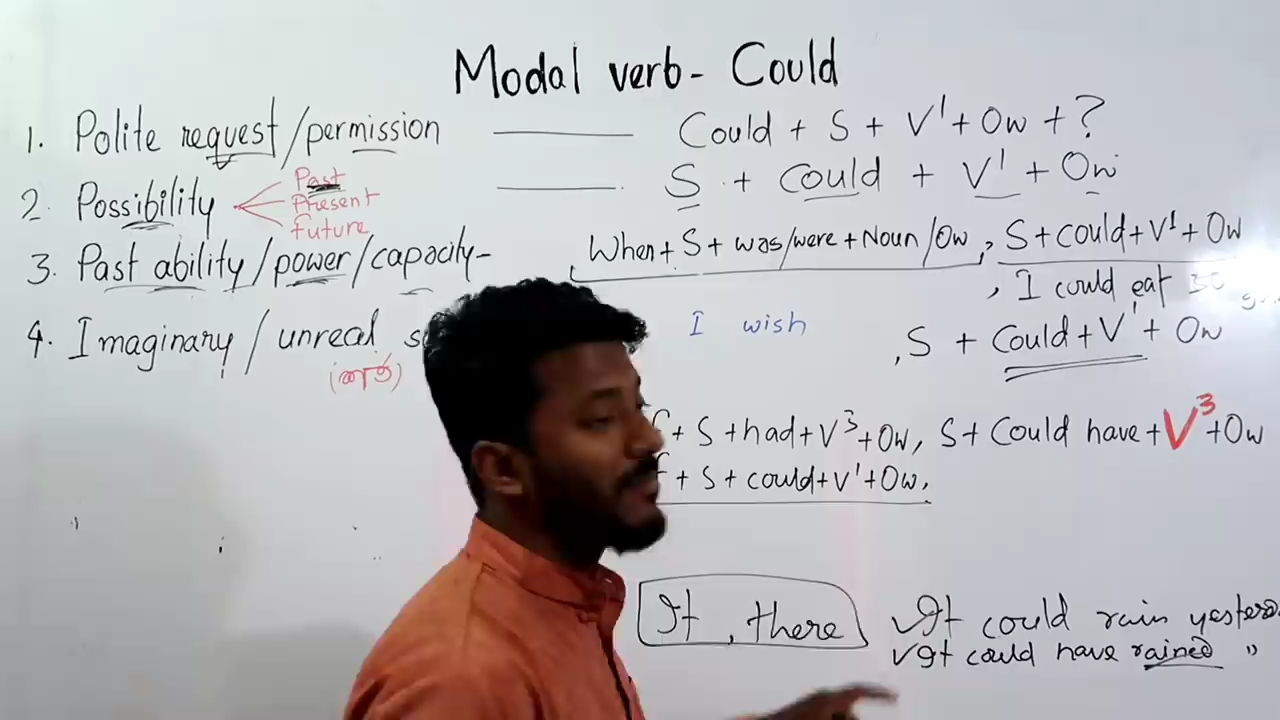 Modal verb - Could
1. Polite request/permission ——— Could + S + V¹ + Ow + ?
2. Possibility ——— S + Could + V¹ + Ow
Past
Present
future
3. Past ability/power/capacity - When + S + was/were + Noun/Ow, S + could + V¹ + Ow
, I could eat
4. Imaginary / unreal
I wish
, S + Could + V¹ + Ow
+ S + had + V³ + Ow, S + Could have + V³ + Ow
+ S + could + V¹ + Ow.
It, there
✓ It could rain
✓ It could have rained "